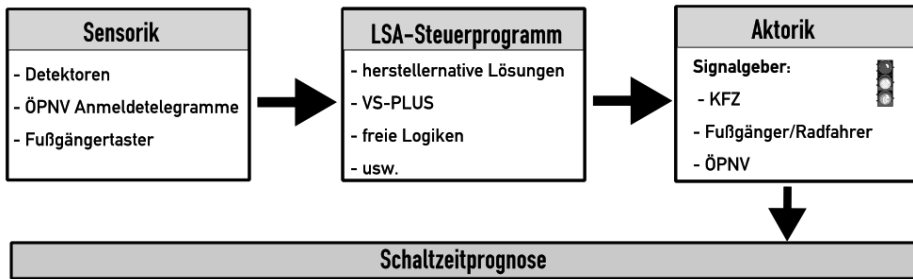 Sensorik
- Detektoren
- ÖPNV Anmeldetelegramme
- Fußgängertaster
LSA-Steuerprogramm
- herstellernative Lösungen
- VS-PLUS
- freie Logiken
- usw.
Aktorik
Signalgeber:
- KFZ
- Fußgänger/Radfahrer
- ÖPNV
Schaltzeitprognose